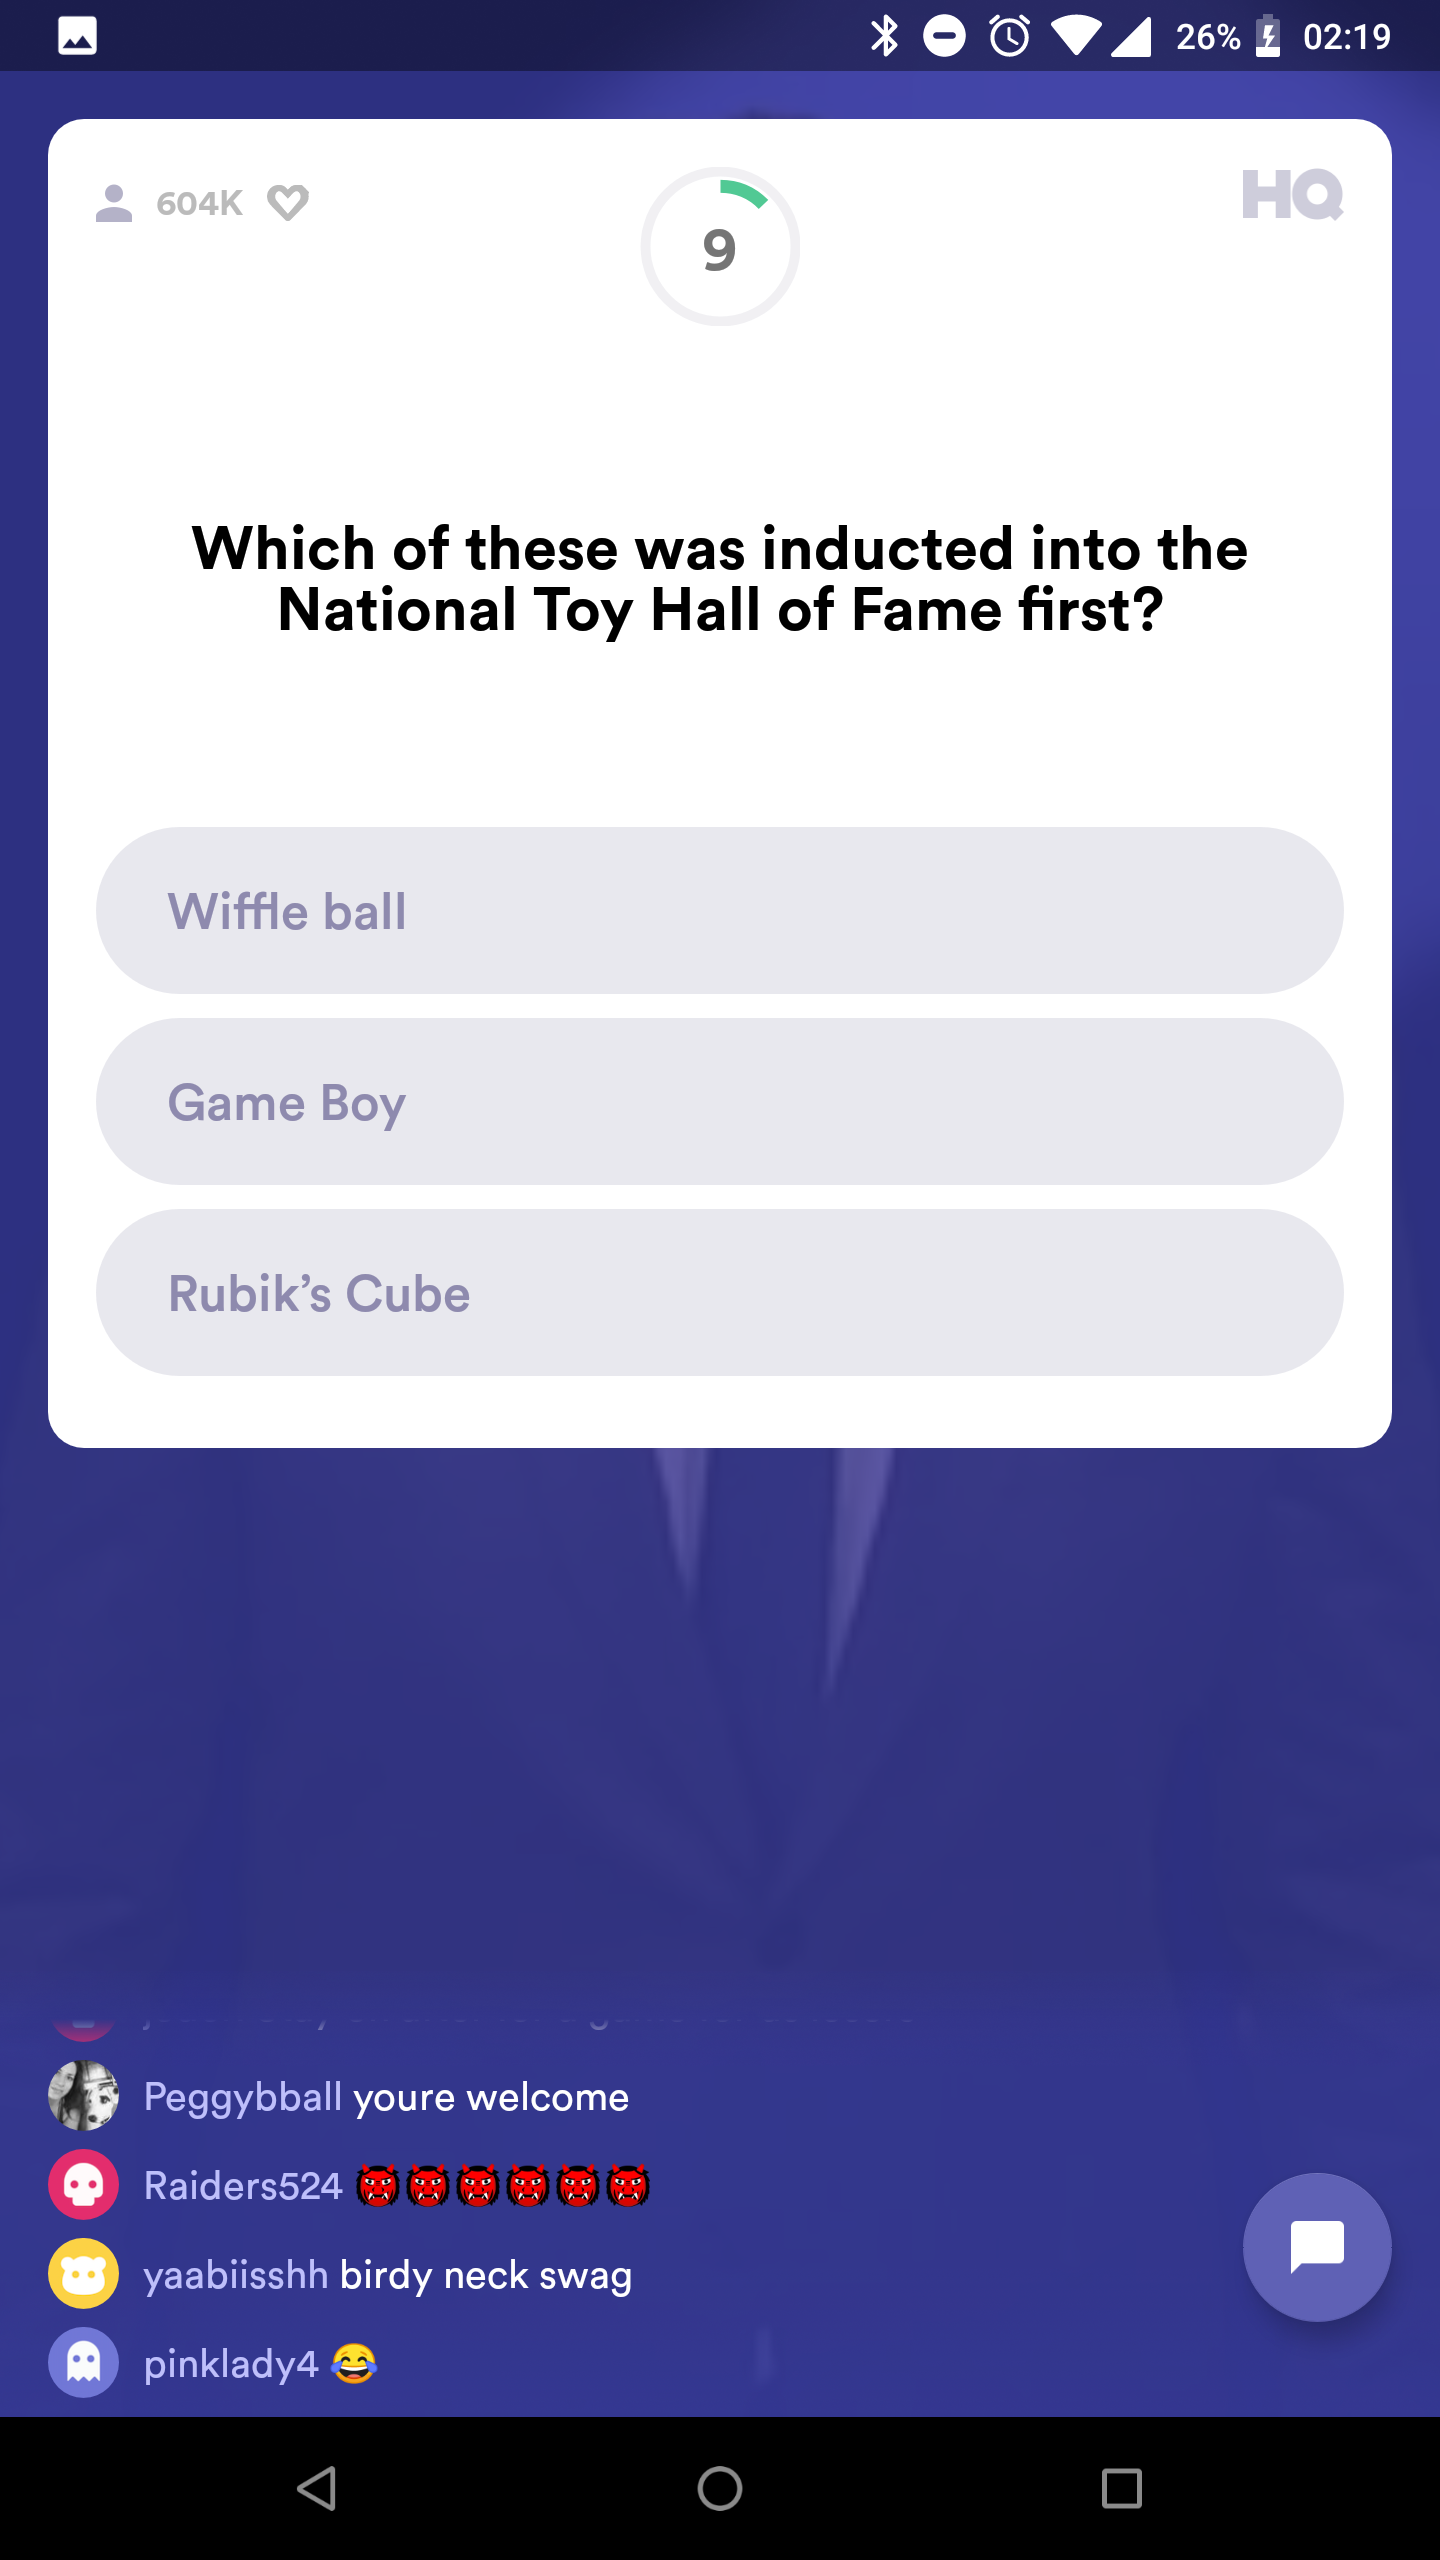 26% 02:19
604K
9
HQ
Which of these was inducted into the
National Toy Hall of Fame first?
Wiffle ball
Game Boy
Rubik’s Cube
Peggybball youre welcome
Raiders524 👹👹👹👹👹👹
yaabiisshh birdy neck swag
pinklady4 😂